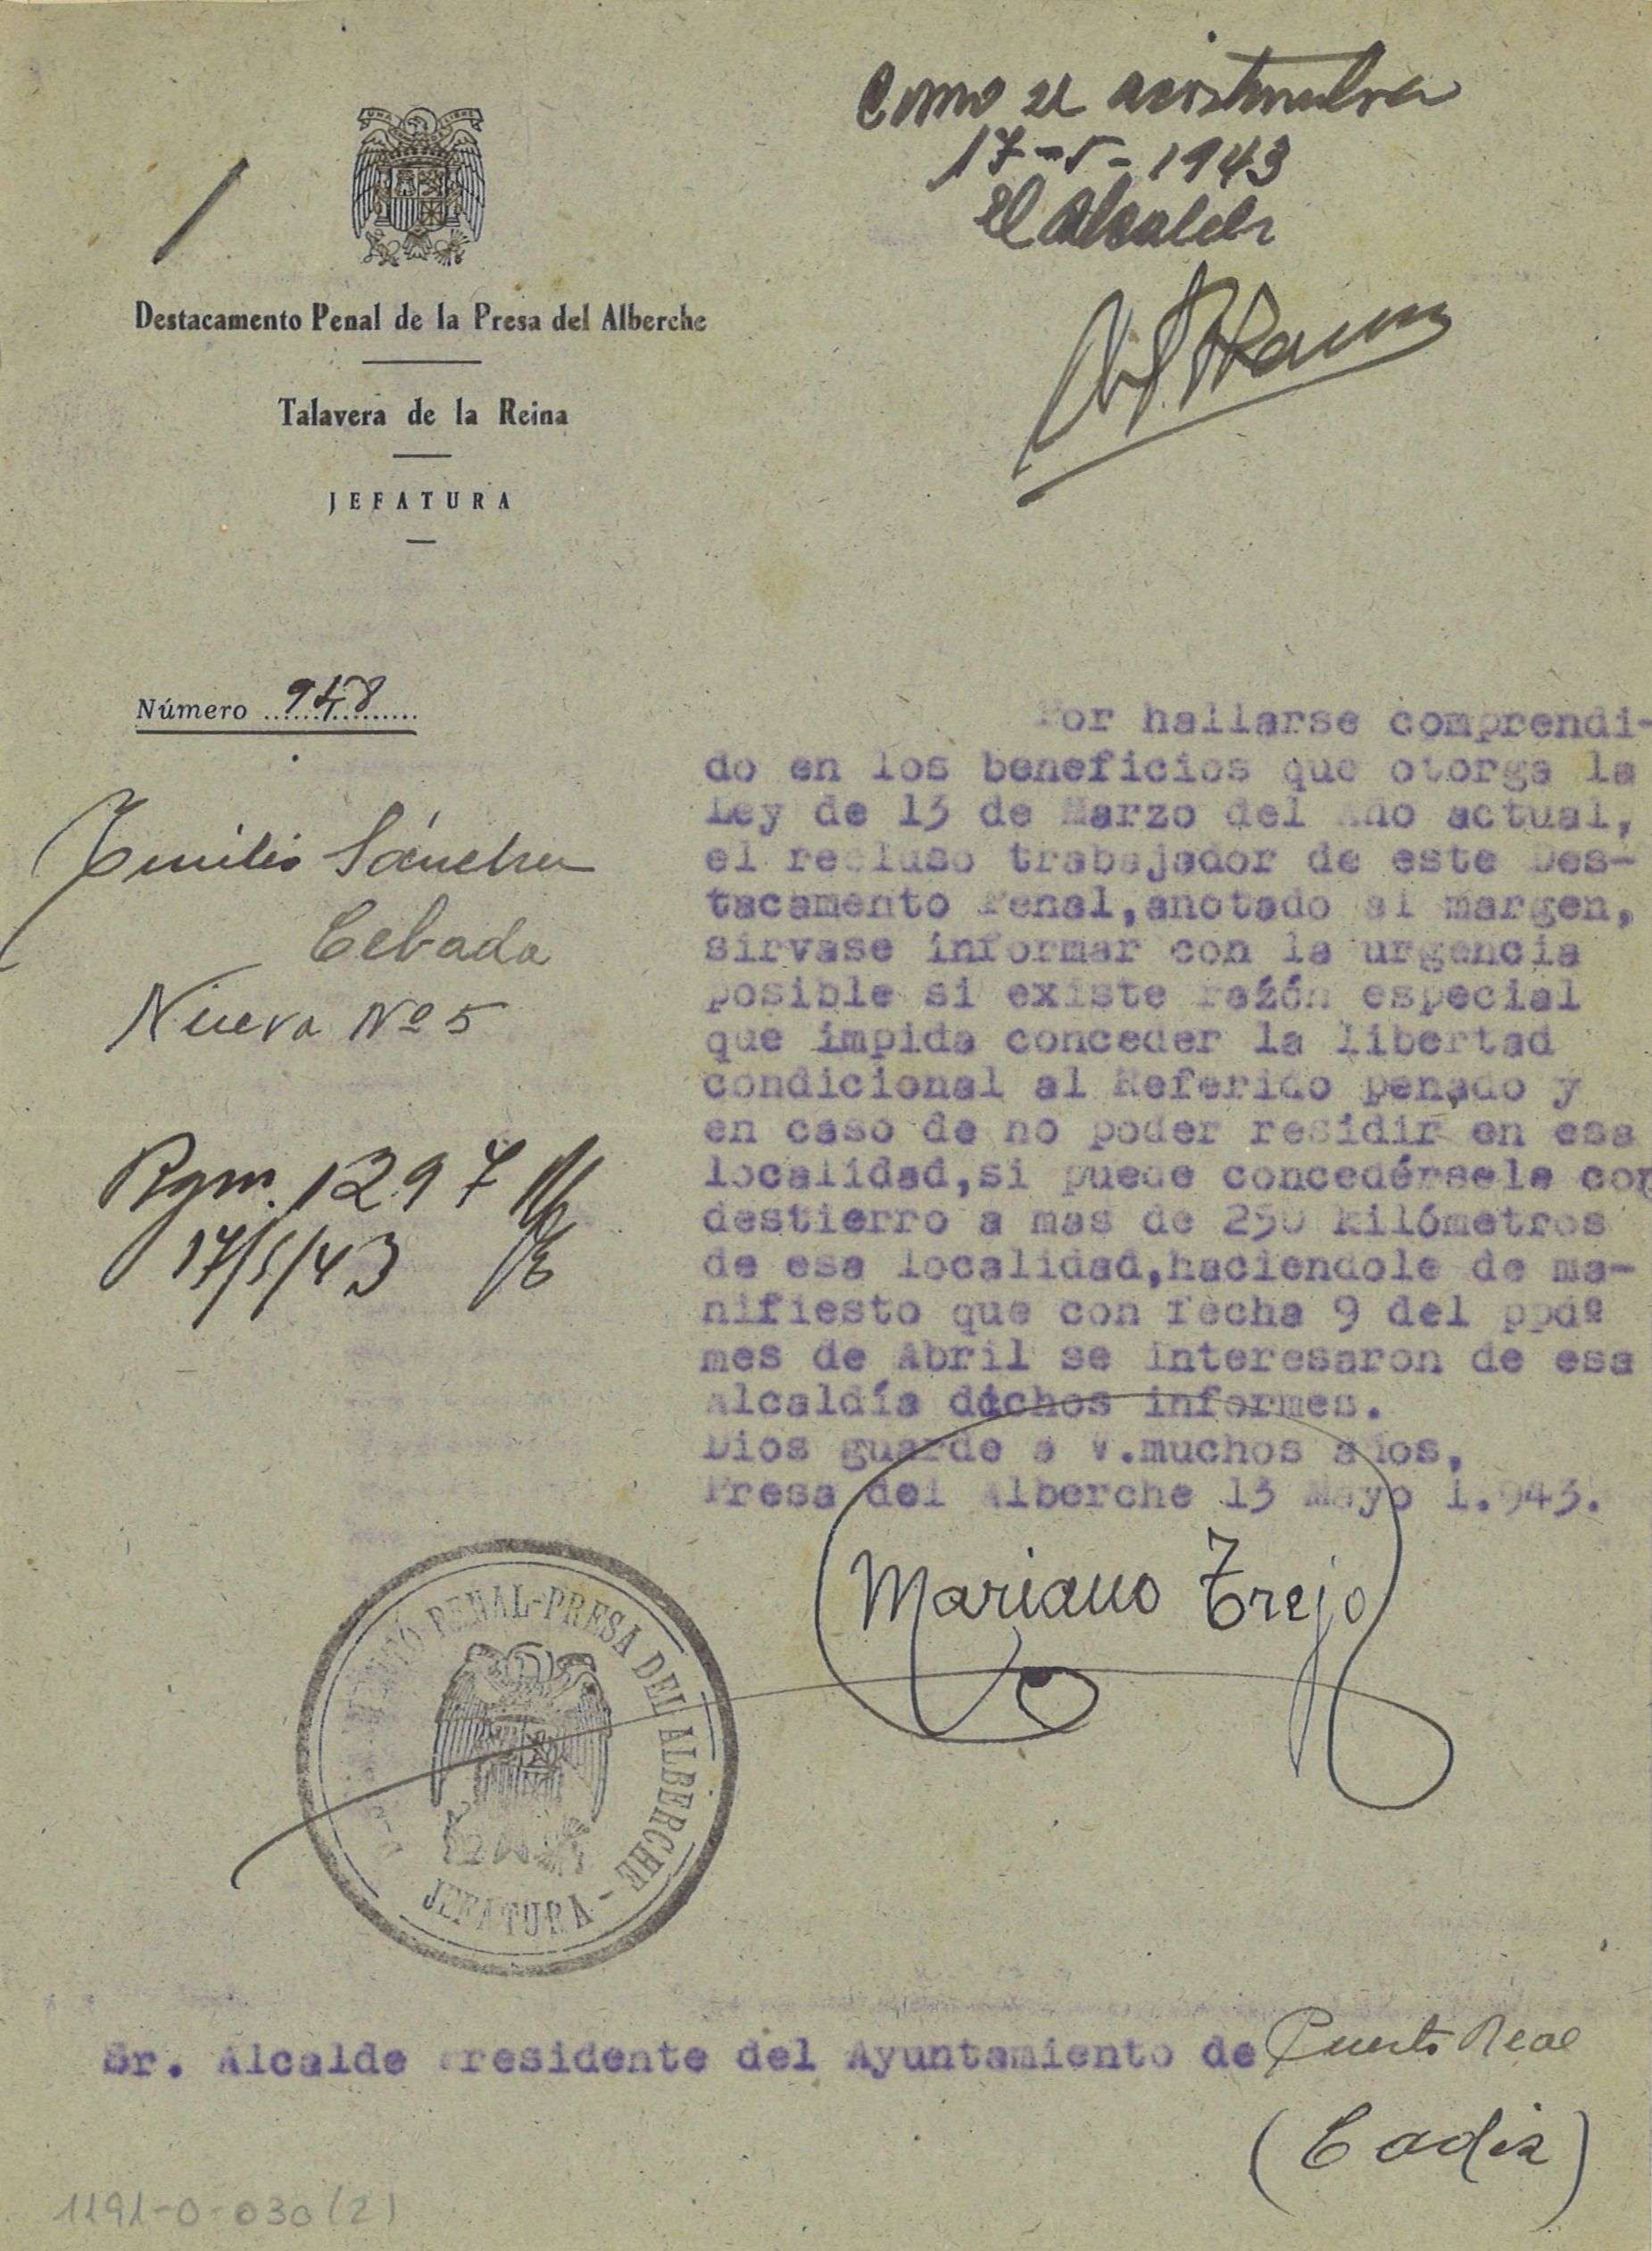 Como es acostumbra
17-5-1943
El Alcalde
Destacamento Penal de la Presa del Alberche
Talavera de la Reina
JEFATURA
Número 948
Emilio Sánchez
Cebada
Nueva Nº 5
1297
17/5/43
Por hallarse comprendi-
do en los beneficios que otorga la
Ley de 13 de Marzo del Año actual,
el recluso trabajador de este Des-
tacamento Penal,anotado al margen,
sirvase informar con la urgencia
posible si existe razón especial
que impida conceder la libertad
condicional al Referido penado y
en caso de no poder residir en esa
localidad,si puede concedérsele con
destierro a mas de 250 kilómetros
de esa localidad,haciendole de ma-
nifiesto que con fecha 9 del ppdº
mes de Abril se interesaron de esa
Alcaldía dichos informes.
Dios guarde a V.muchos años,
Presa del Alberche 13 Mayo 1.943.
Mariano Trejo
PENAL-PRESA DEL ALBERCHE-
JEFATURA-
Sr. Alcalde Presidente del Ayuntamiento de Puerto Real
(Cadiz)
1191-0-030(2)